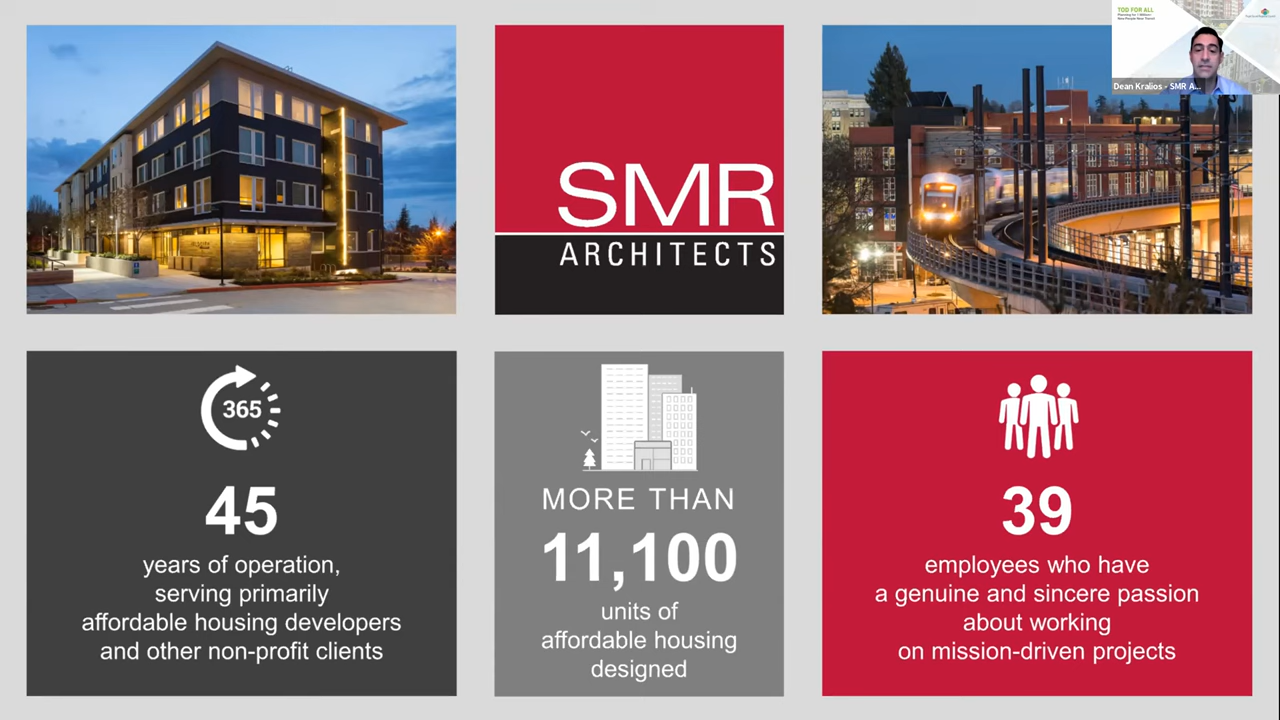 TOD FOR ALL
Dean Kralios - SMR A...
SMR
ARCHITECTS
365
45
years of operation,
serving primarily
affordable housing developers
and other non-profit clients
MORE THAN
11,100
units of
affordable housing
designed
39
employees who have
a genuine and sincere passion
about working
on mission-driven projects